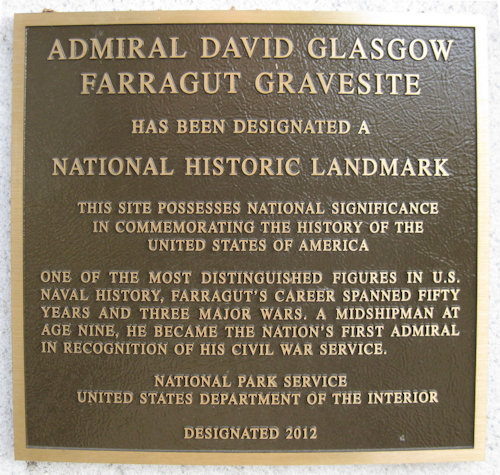 ADMIRAL DAVID GLASGOW
FARRAGUT GRAVESITE
HAS BEEN DESIGNATED A
NATIONAL HISTORIC LANDMARK
THIS SITE POSSESSES NATIONAL SIGNIFICANCE
IN COMMEMORATING THE HISTORY OF THE
UNITED STATES OF AMERICA
ONE OF THE MOST DISTINGUISHED FIGURES IN U.S.
NAVAL HISTORY, FARRAGUT'S CAREER SPANNED FIFTY
YEARS AND THREE MAJOR WARS. A MIDSHIPMAN AT
AGE NINE, HE BECAME THE NATION'S FIRST ADMIRAL
IN RECOGNITION OF HIS CIVIL WAR SERVICE.
NATIONAL PARK SERVICE
UNITED STATES DEPARTMENT OF THE INTERIOR
DESIGNATED 2012